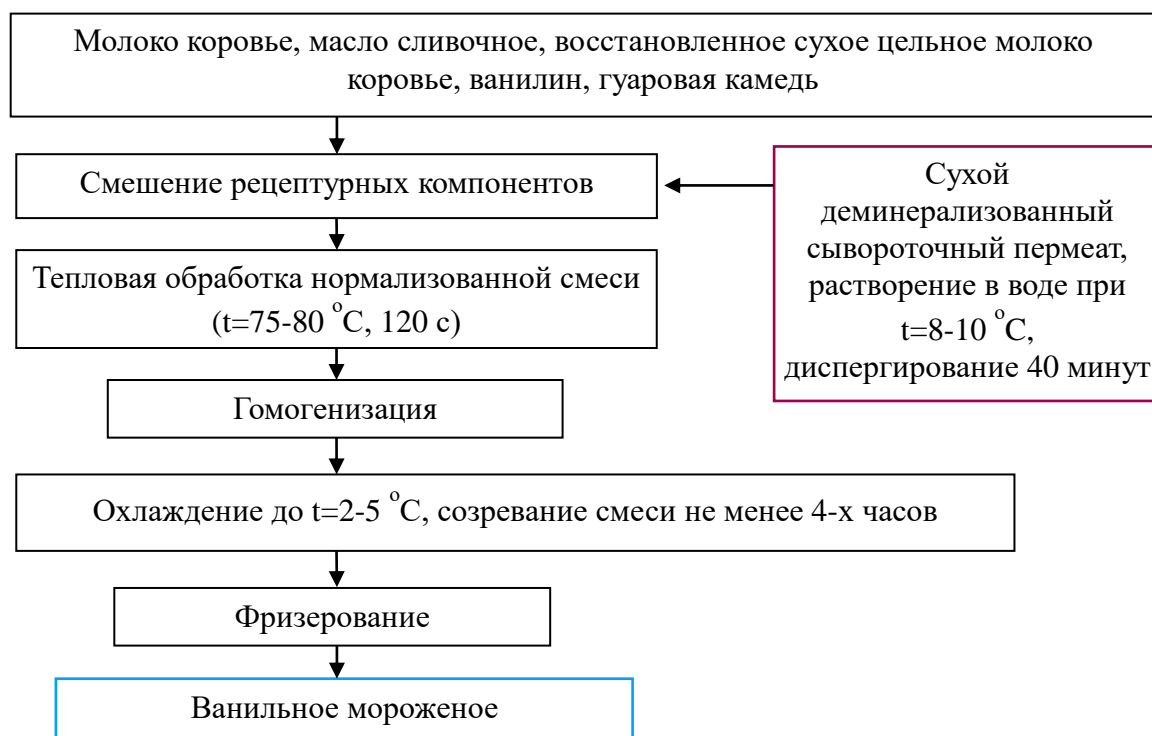 Молоко коровье, масло сливочное, восстановленное сухое цельное молоко
коровье, ванилин, гуаровая камедь
Смешение рецептурных компонентов
Сухой
деминерализованный
сывороточный пермеат,
растворение в воде при
t=8-10 °С,
диспергирование 40 минут
Тепловая обработка нормализованной смеси
(t=75-80 °С, 120 с)
Гомогенизация
Охлаждение до t=2-5 °С, созревание смеси не менее 4-х часов
Фризерование
Ванильное мороженое